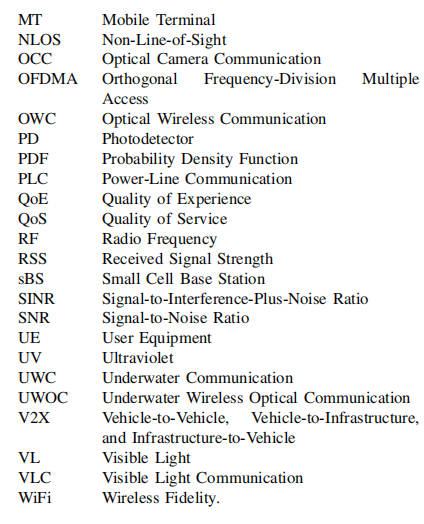 MT Mobile Terminal
NLOS Non-Line-of-Sight
OCC Optical Camera Communication
OFDMA Orthogonal Frequency-Division Multiple
Access
OWC Optical Wireless Communication
PD Photodetector
PDF Probability Density Function
PLC Power-Line Communication
QoE Quality of Experience
QoS Quality of Service
RF Radio Frequency
RSS Received Signal Strength
sBS Small Cell Base Station
SINR Signal-to-Interference-Plus-Noise Ratio
SNR Signal-to-Noise Ratio
UE User Equipment
UV Ultraviolet
UWC Underwater Communication
UWOC Underwater Wireless Optical Communication
V2X Vehicle-to-Vehicle, Vehicle-to-Infrastructure,
and Infrastructure-to-Vehicle
VL Visible Light
VLC Visible Light Communication
WiFi Wireless Fidelity.